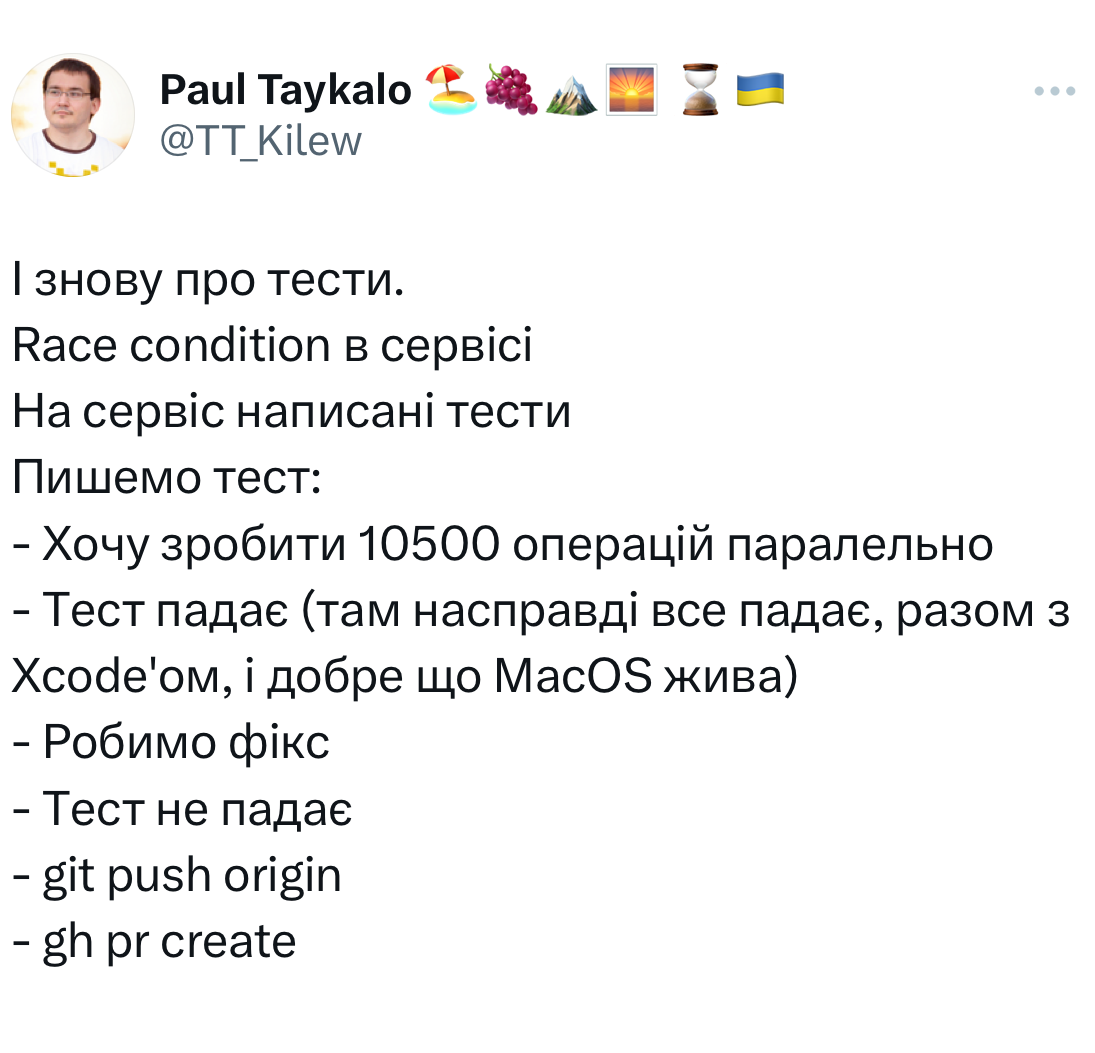 Paul Taykalo 🏖️🍇⛰️🌅⏳🇺🇦
@TT_Kilew
І знову про тести.
Race condition в сервісі
На сервіс написані тести
Пишемо тест:
- Хочу зробити 10500 операцій паралельно
- Тест падає (там насправді все падає, разом з
Xcode'ом, і добре що MacOS жива)
- Робимо фікс
- Тест не падає
- git push origin
- gh pr create